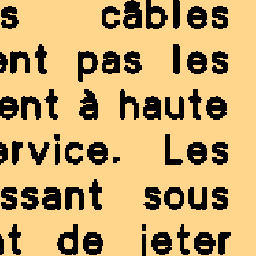 s câbles
ent pas les
ent à haute
ervice. Les
ssant sous
t de jeter